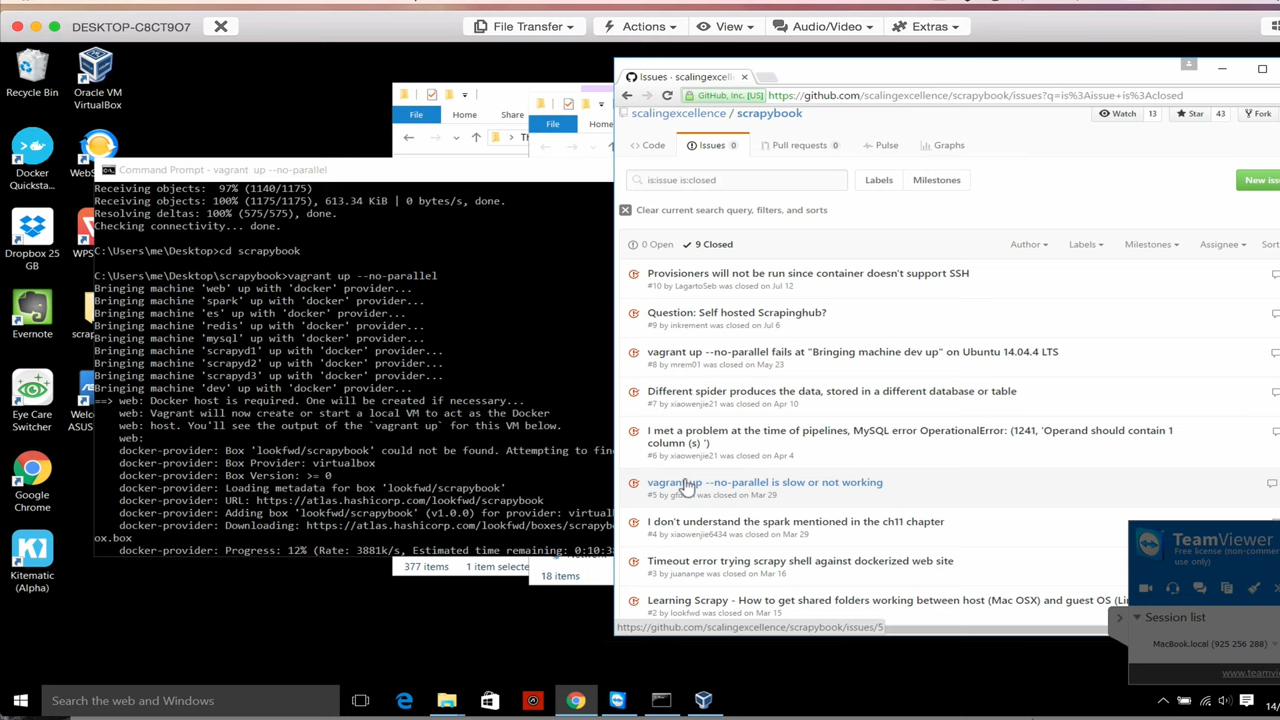 DESKTOP-C8CT9O7
File Transfer
Actions
View
Audio/Video
Extras
Recycle Bin
Oracle VM VirtualBox
Docker Quicksta...
Dropbox 25 GB
Evernote
Eye Care Switcher
Google Chrome
Kitematic (Alpha)
File
Home
Share
File
Home
377 items
1 item selecte
18 items
Command Prompt - vagrant up --no-parallel
Receiving objects: 97% (1140/1175)
Receiving objects: 100% (1175/1175), 613.34 KiB | 0 bytes/s, done.
Resolving deltas: 100% (575/575), done.
Checking connectivity... done.
C:\Users\me\Desktop>cd scrapybook
C:\Users\me\Desktop\scrapybook>vagrant up --no-parallel
Bringing machine 'web' up with 'docker' provider...
Bringing machine 'spark' up with 'docker' provider...
Bringing machine 'es' up with 'docker' provider...
Bringing machine 'redis' up with 'docker' provider...
Bringing machine 'mysql' up with 'docker' provider...
Bringing machine 'scrapyd1' up with 'docker' provider...
Bringing machine 'scrapyd2' up with 'docker' provider...
Bringing machine 'scrapyd3' up with 'docker' provider...
Bringing machine 'dev' up with 'docker' provider...
==> web: Docker host is required. One will be created if necessary...
web: Vagrant will now create or start a local VM to act as the Docker
web: host. You'll see the output of the `vagrant up` for this VM below.
web:
docker-provider: Box 'lookfwd/scrapybook' could not be found. Attempting to fin
docker-provider: Box Provider: virtualbox
docker-provider: Box Version: >= 0
docker-provider: Loading metadata for box 'lookfwd/scrapybook'
docker-provider: URL: https://atlas.hashicorp.com/lookfwd/scrapybook
docker-provider: Adding box 'lookfwd/scrapybook' (v1.0.0) for provider: virtual
docker-provider: Downloading: https://atlas.hashicorp.com/lookfwd/boxes/scrapyb
ox.box
docker-provider: Progress: 12% (Rate: 3881k/s, Estimated time remaining: 0:10:3
Issues · scalingexcelle
GitHub, Inc. [US]
https://github.com/scalingexcellence/scrapybook/issues?q=is%3Aissue+is%3Aclosed
scalingexcellence / scrapybook
Watch 13
Star 43
Fork
Code
Issues 0
Pull requests 0
Pulse
Graphs
is:issue is:closed
Labels
Milestones
New iss
Clear current search query, filters, and sorts
0 Open
9 Closed
Author
Labels
Milestones
Assignee
Sort
Provisioners will not be run since container doesn't support SSH
#10 LagartoSeb was closed on Jul 12
Question: Self hosted Scrapinghub?
#9 inkrement was closed on Jul 6
vagrant up --no-parallel fails at "Bringing machine dev up" on Ubuntu 14.04.4 LTS
#8 mrem01 was closed on May 23
Different spider produces the data, stored in a different database or table
#7 xiaowenjie21 was closed on Apr 10
I met a problem at the time of pipelines, MySQL error OperationalError: (1241, 'Operand should contain 1
column (s) ')
#6 xiaowenjie21 was closed on Apr 4
vagrant up --no-parallel is slow or not working
was closed on Mar 29
I don't understand the spark mentioned in the ch11 chapter
#4 xiaowenjie6434 was closed on Mar 29
Timeout error trying scrapy shell against dockerized web site
#3 juananpe was closed on Mar 16
Learning Scrapy - How to get shared folders working between host (Mac OSX) and guest OS (Li
#2 lookfwd was closed on Mar 15
https://github.com/scalingexcellence/scrapybook/issues/5
TeamViewer
Free license (non-commer
use only)
Session list
MacBook.local (925 256 288)
www.teamvi
Search the web and Windows
14/